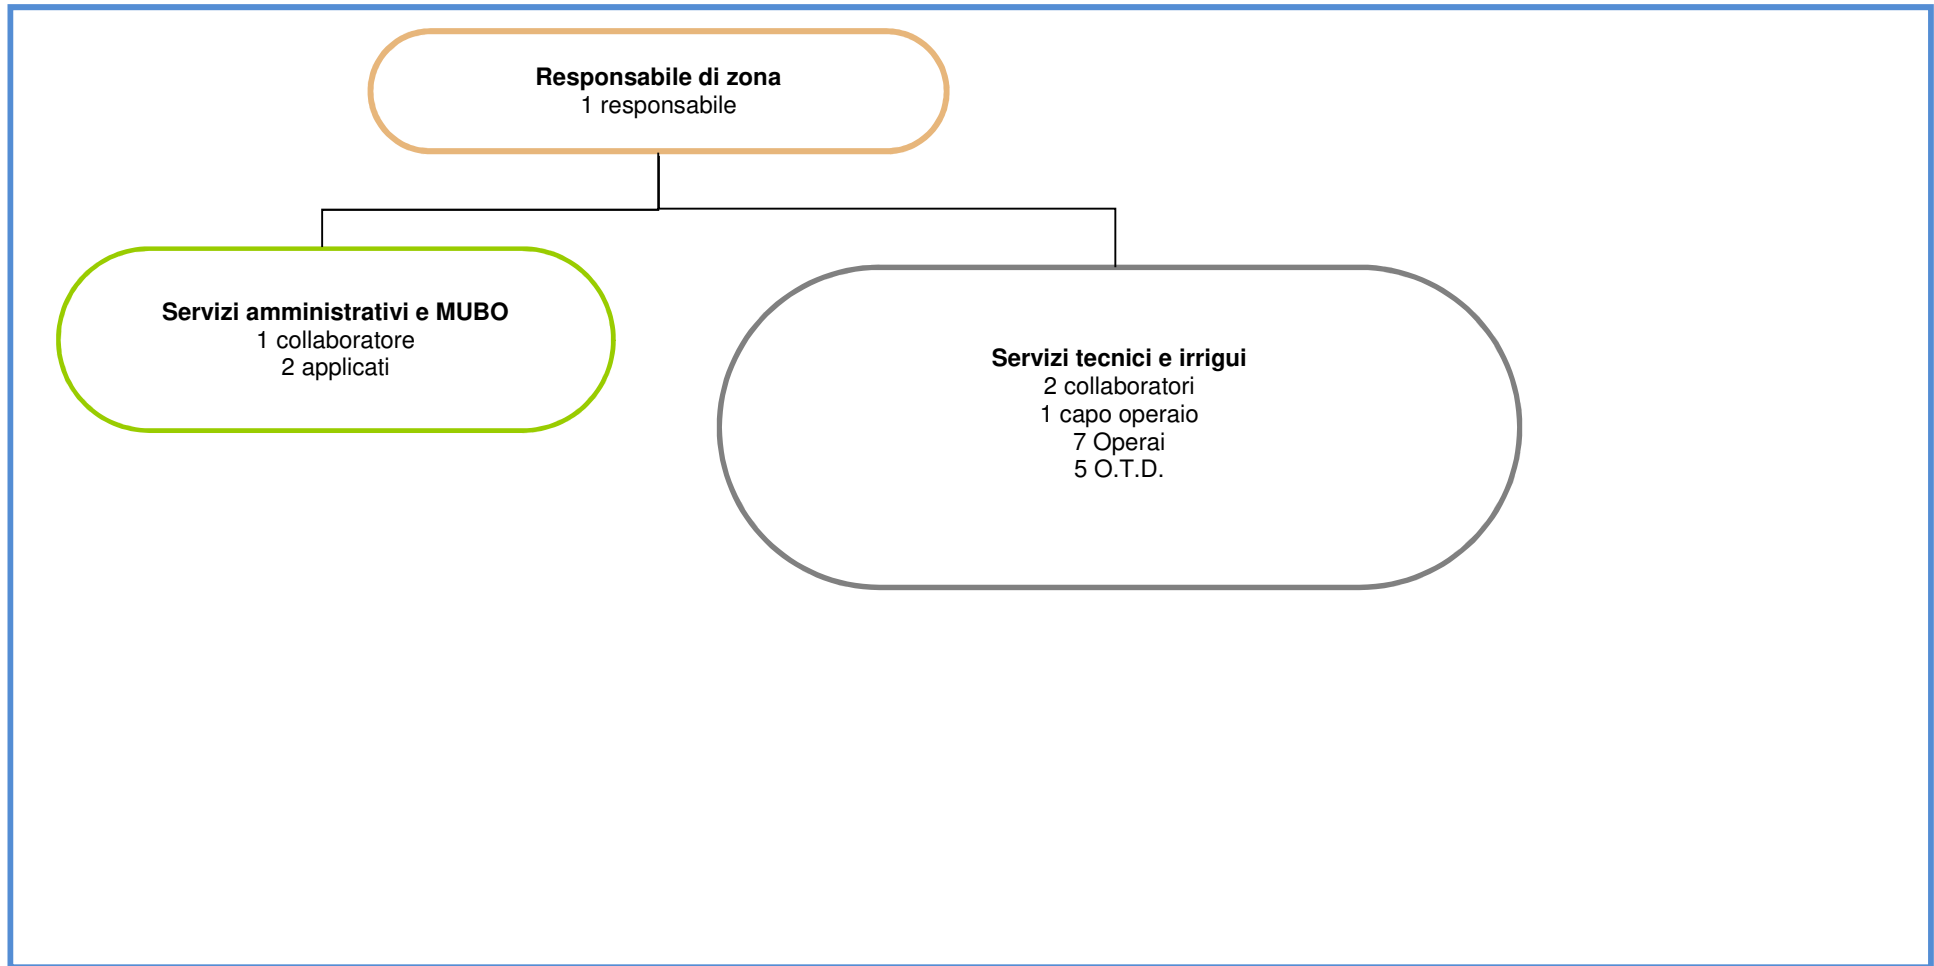 Responsabile di zona
1 responsabile
Servizi amministrativi e MUBO
1 collaboratore
2 applicati
Servizi tecnici e irrigui
2 collaboratori
1 capo operaio
7 Operai
5 O.T.D.